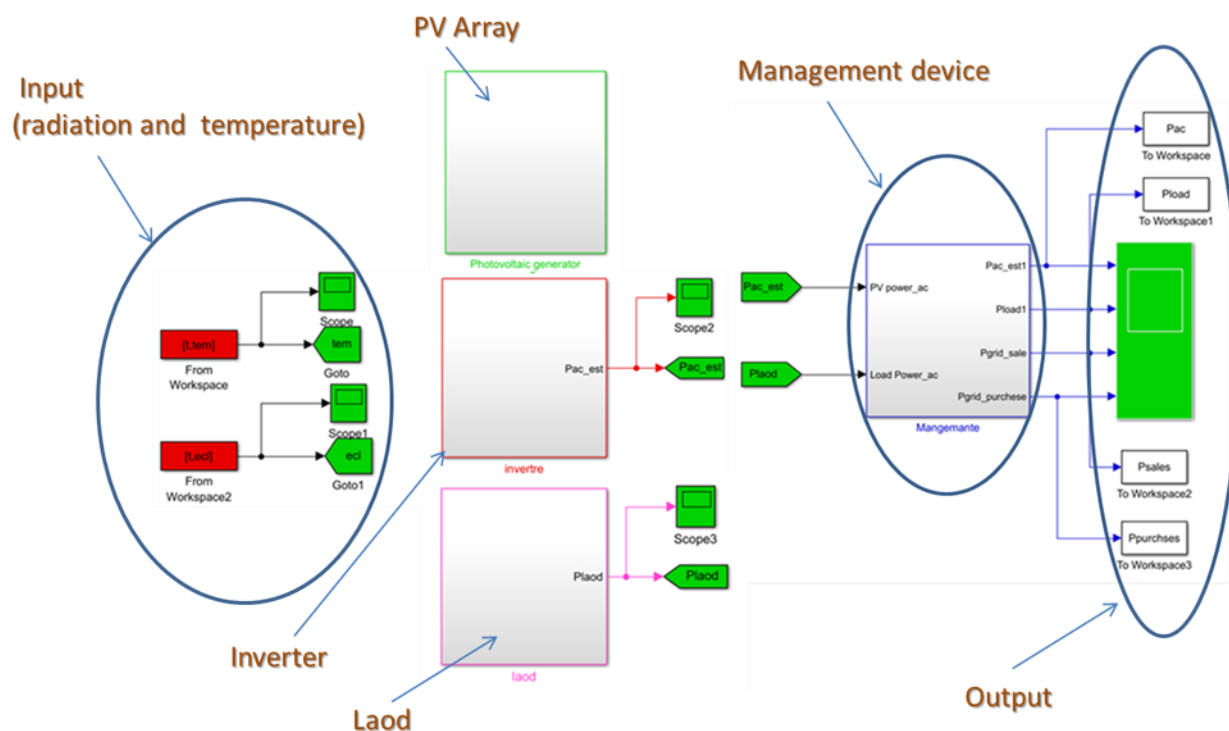 PV Array
Management device
Input
(radiation and temperature)
Pac
To Workspace
Pload
To Workspace1
Photovoltaic generator
Pac_est1
Pac_est
PV power_ac
Scope
Scope2
Pload1
[t,tem]
tem
From
Workspace
Goto
Pac_est
Pac_est
Pgrid_sale
Plaod
Load Power_ac
Pgrid_purchese
Scope1
Mangemante
[t,ecl]
ecl
From
Workspace2
Goto1
invertre
Psales
To Workspace2
Scope3
Ppurchses
To Workspace3
Plaod
Plaod
Inverter
laod
Laod
Output